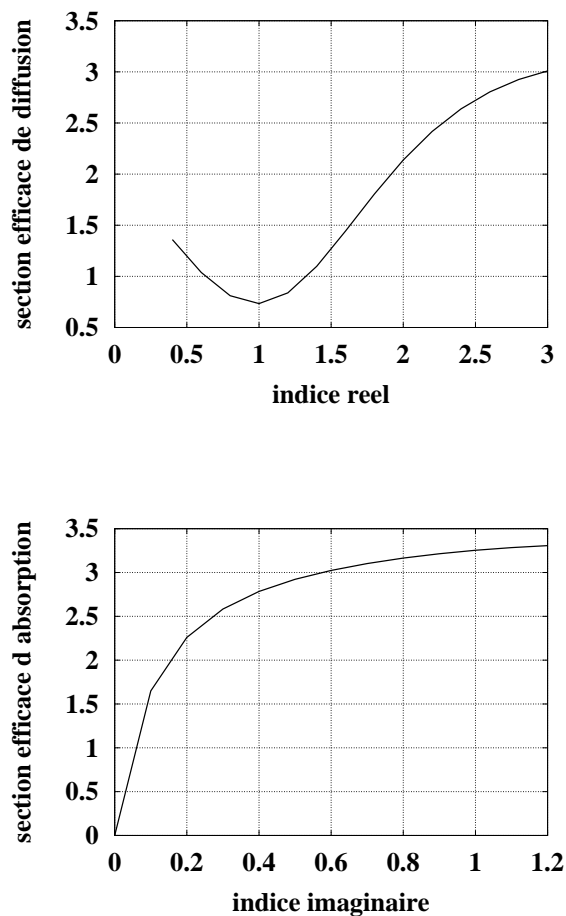 section efficace de diffusion
3.5
3
2.5
2
1.5
1
0.5
0 0.5 1 1.5 2 2.5 3
indice reel
section efficace d absorption
3.5
3
2.5
2
1.5
1
0.5
0
0 0.2 0.4 0.6 0.8 1 1.2
indice imaginaire